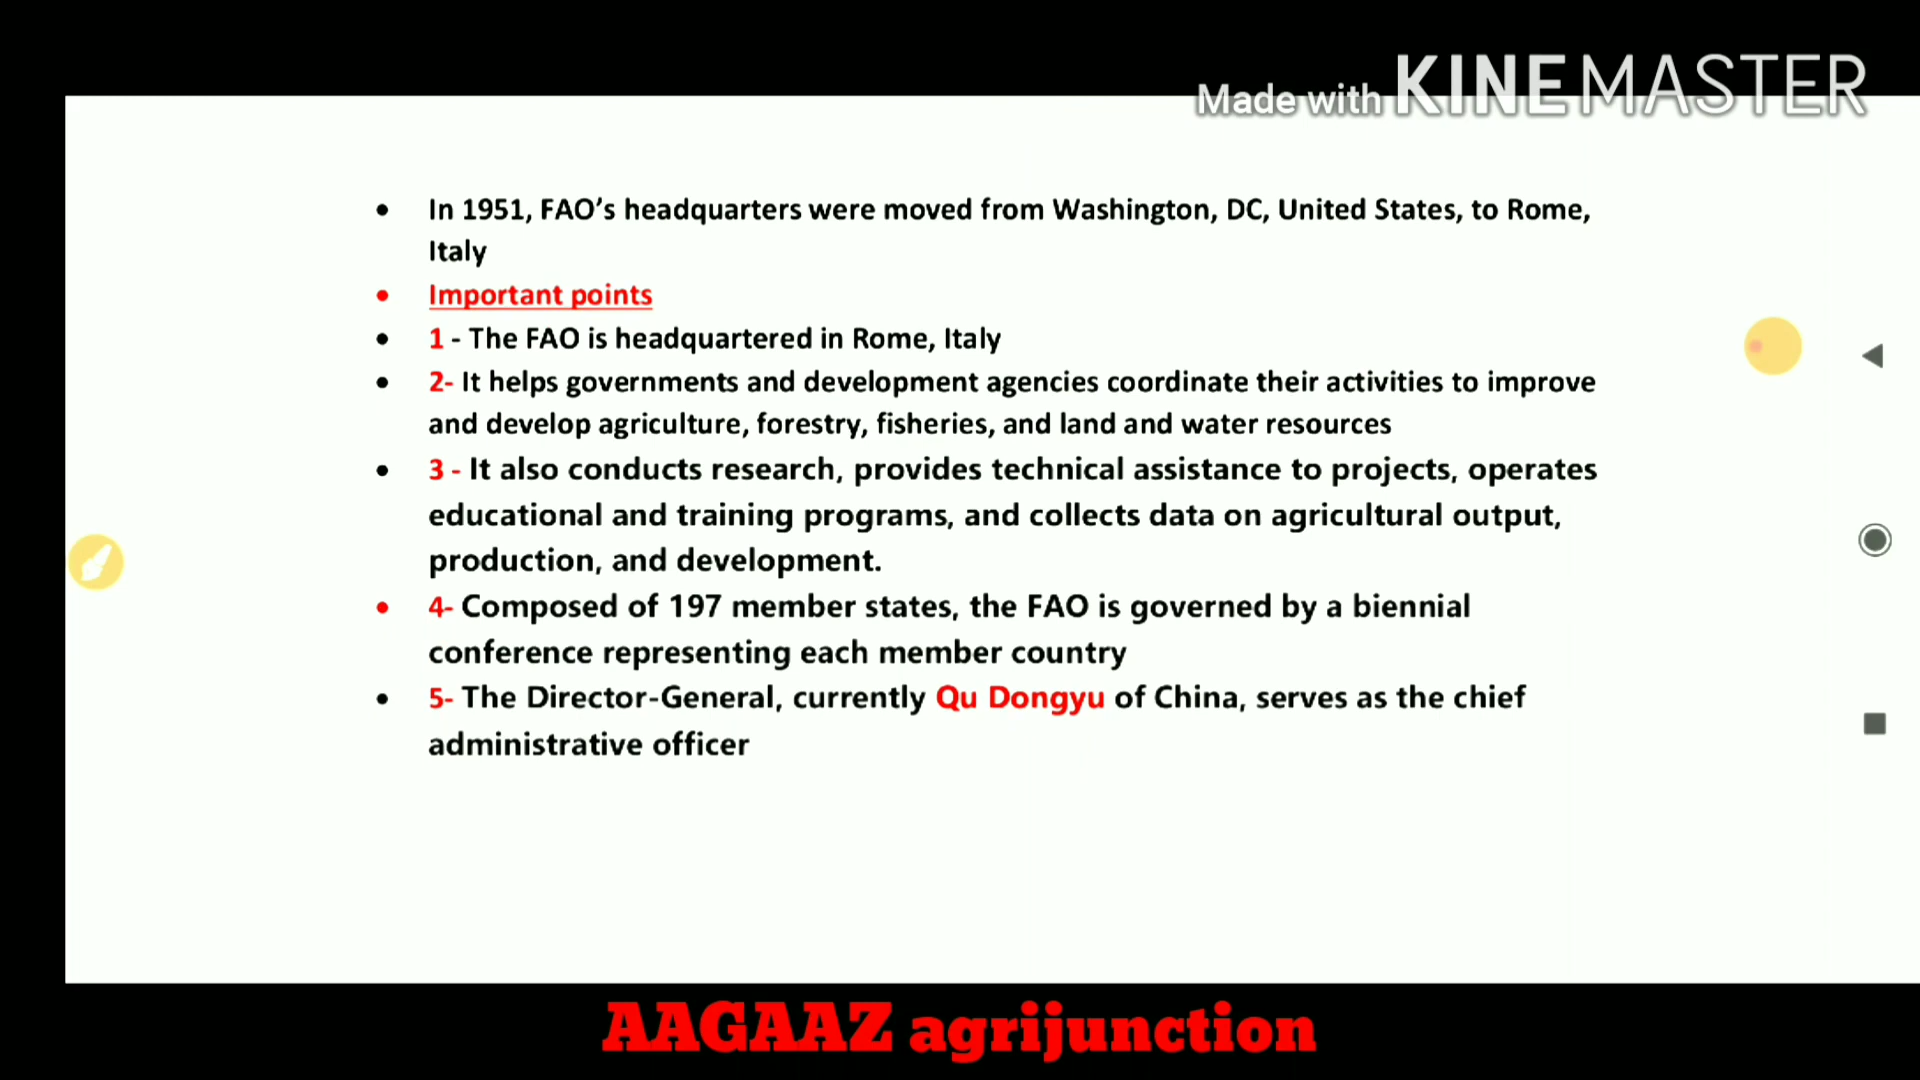 Made with KINEMASTER
• In 1951, FAO’s headquarters were moved from Washington, DC, United States, to Rome,
Italy
• Important points
• 1 - The FAO is headquartered in Rome, Italy
• 2- It helps governments and development agencies coordinate their activities to improve
and develop agriculture, forestry, fisheries, and land and water resources
• 3 - It also conducts research, provides technical assistance to projects, operates
educational and training programs, and collects data on agricultural output,
production, and development.
• 4- Composed of 197 member states, the FAO is governed by a biennial
conference representing each member country
• 5- The Director-General, currently Qu Dongyu of China, serves as the chief
administrative officer
AAGAAZ agrijunction